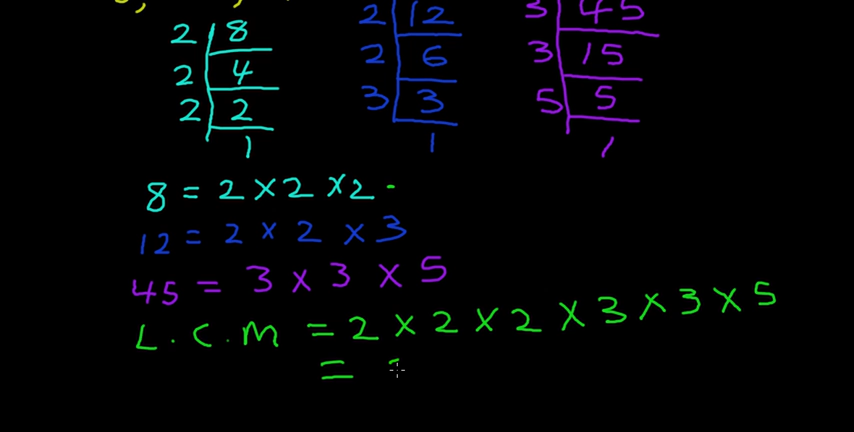 2 | 8
2 | 4
2 | 2
1
2 | 12
2 | 6
3 | 3
1
3 | 45
3 | 15
5 | 5
1
8 = 2 × 2 × 2
12 = 2 × 2 × 3
45 = 3 × 3 × 5
L.C.M = 2 × 2 × 2 × 3 × 3 × 5
=